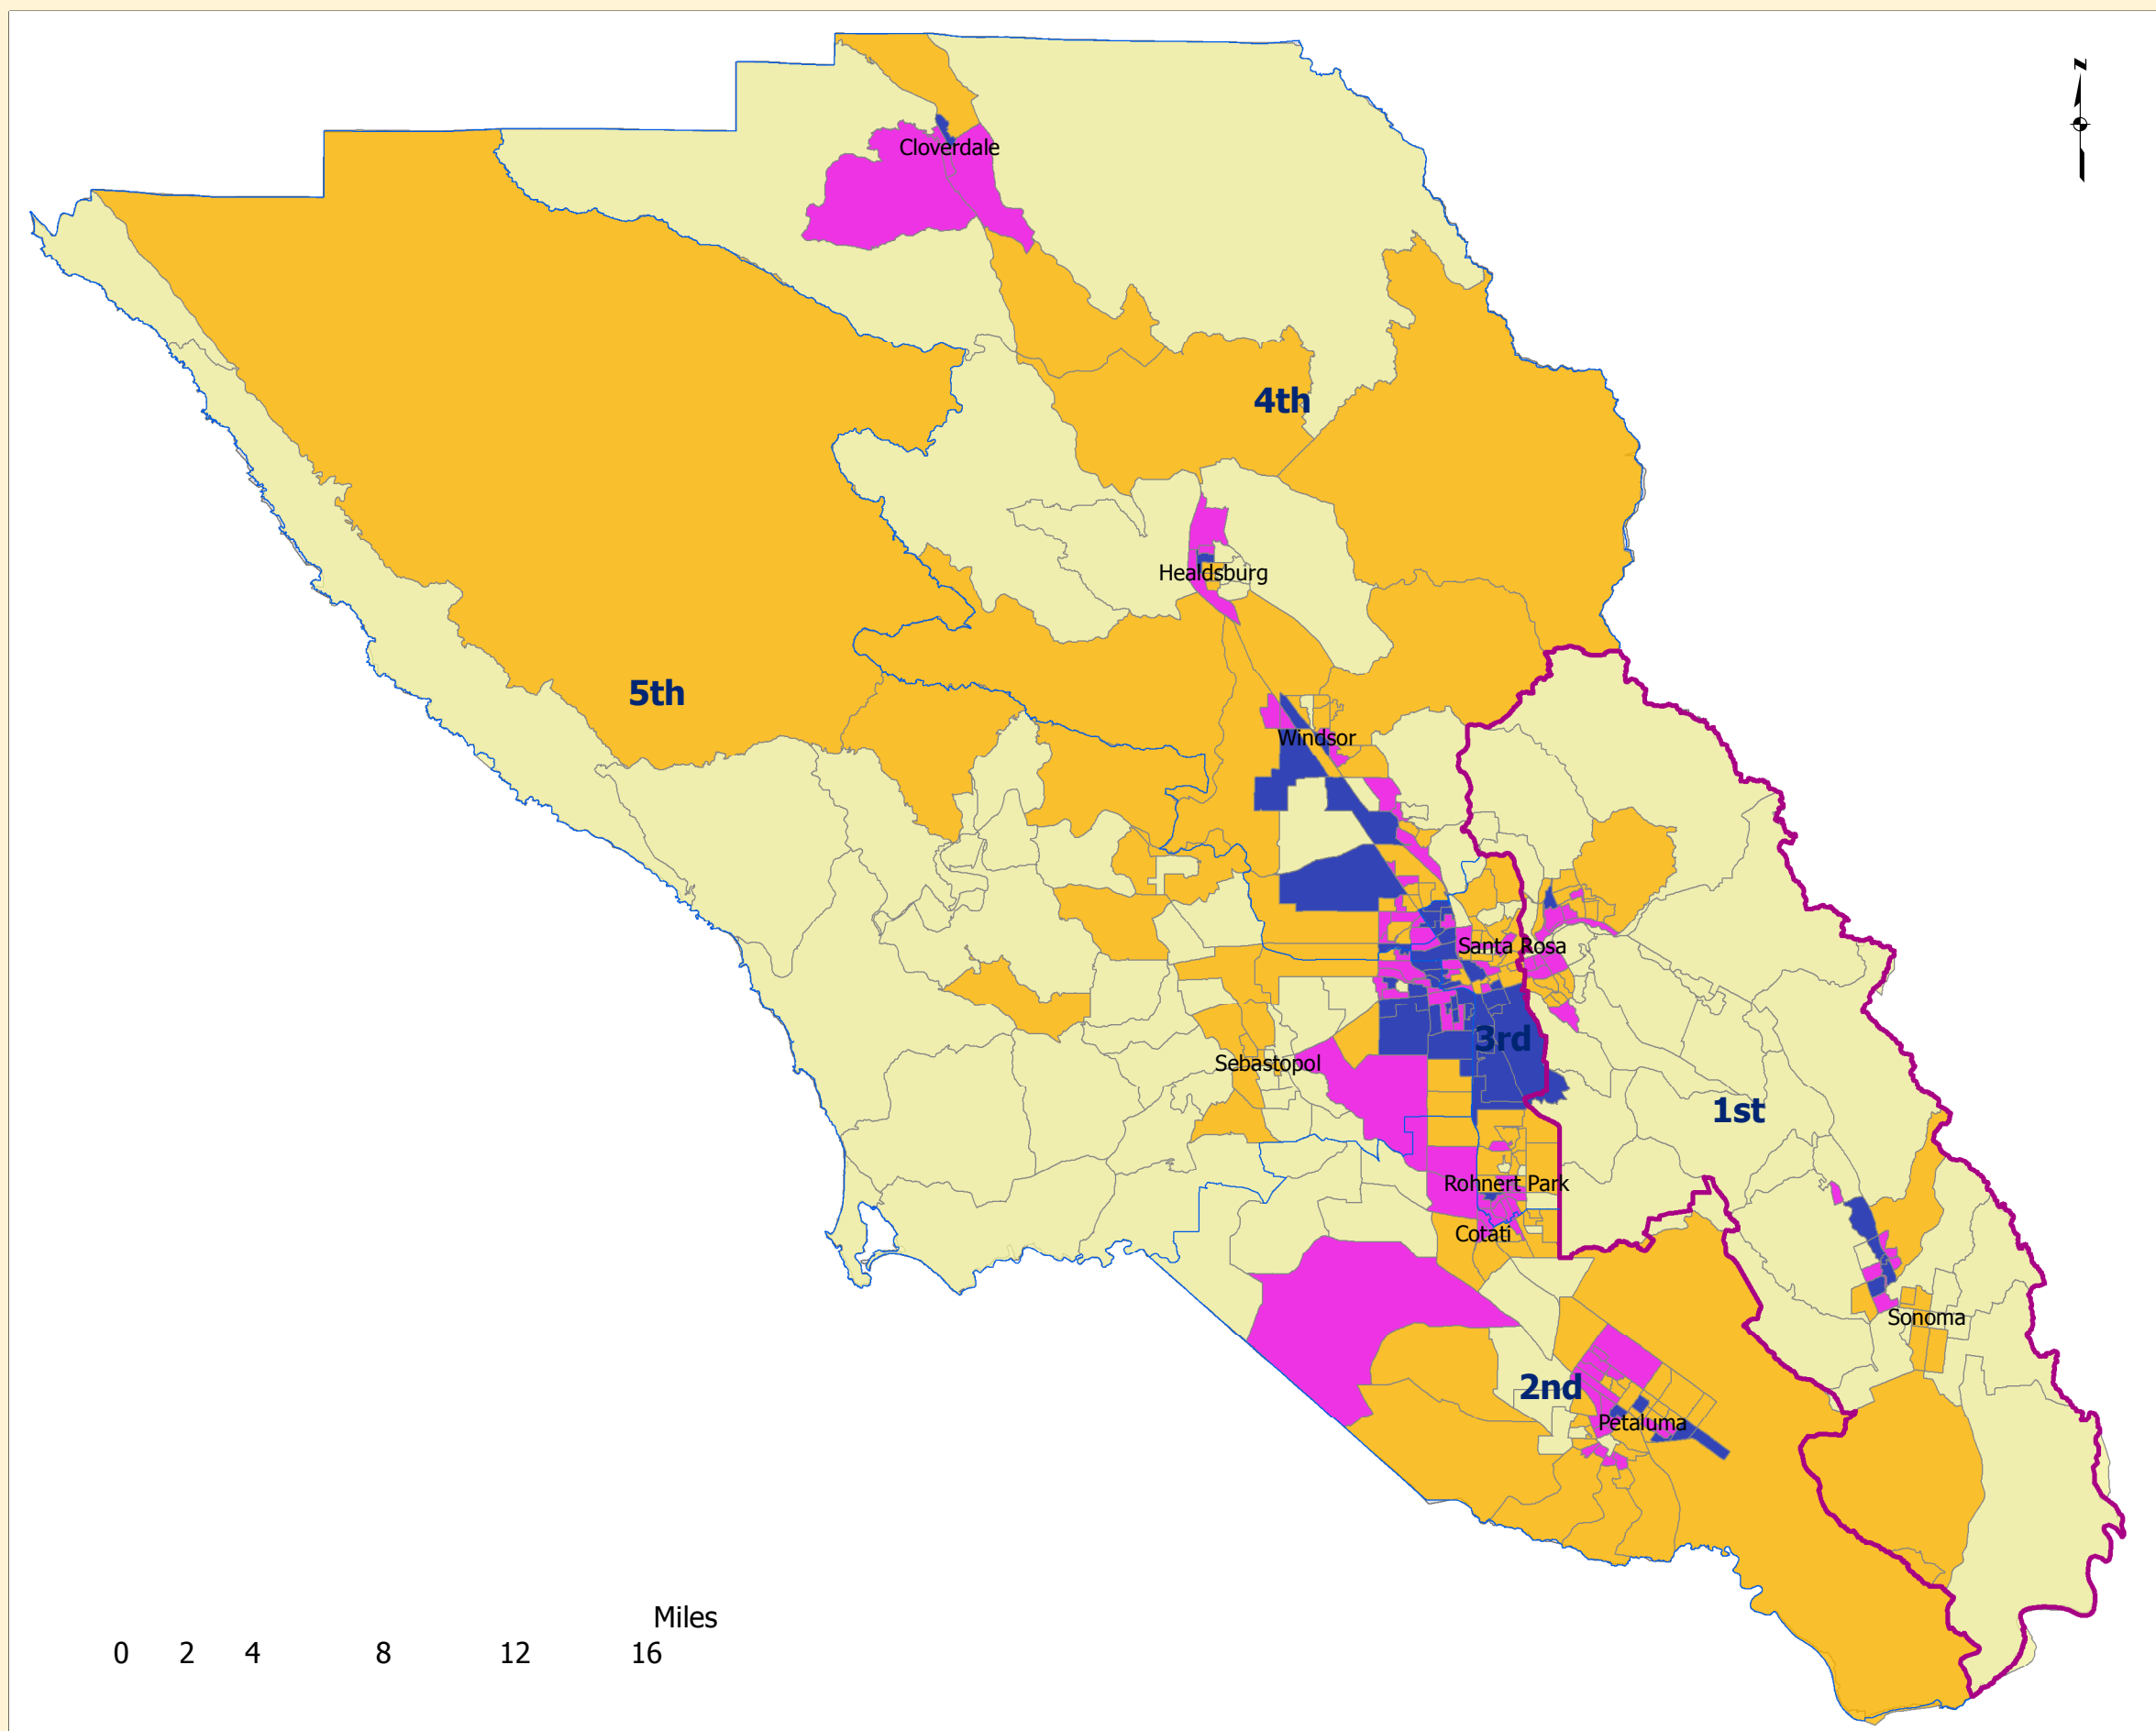 N
Cloverdale
4th
Healdsburg
5th
Windsor
Santa Rosa
3rd
Sebastopol
1st
Rohnert Park
Cotati
Sonoma
2nd
Petaluma
Miles
0 2 4 8 12 16